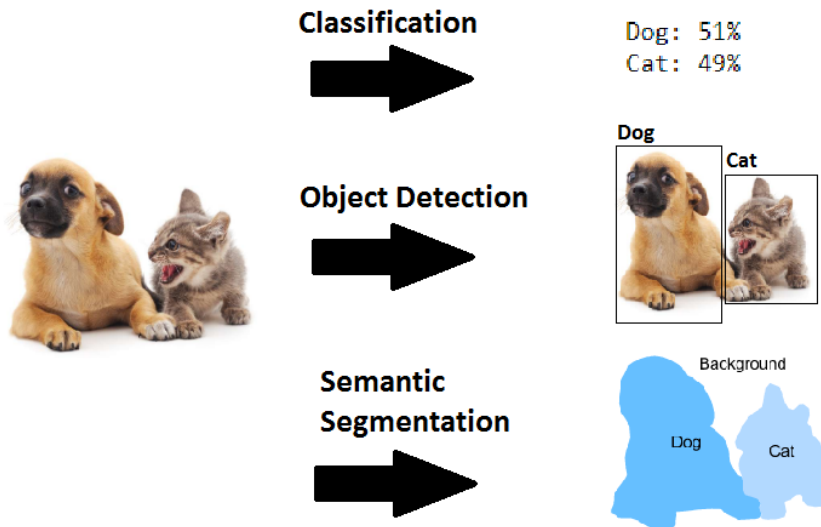 Classification
Dog: 51%
Cat: 49%
Object Detection
Dog
Cat
Semantic
Segmentation
Background
Dog
Cat